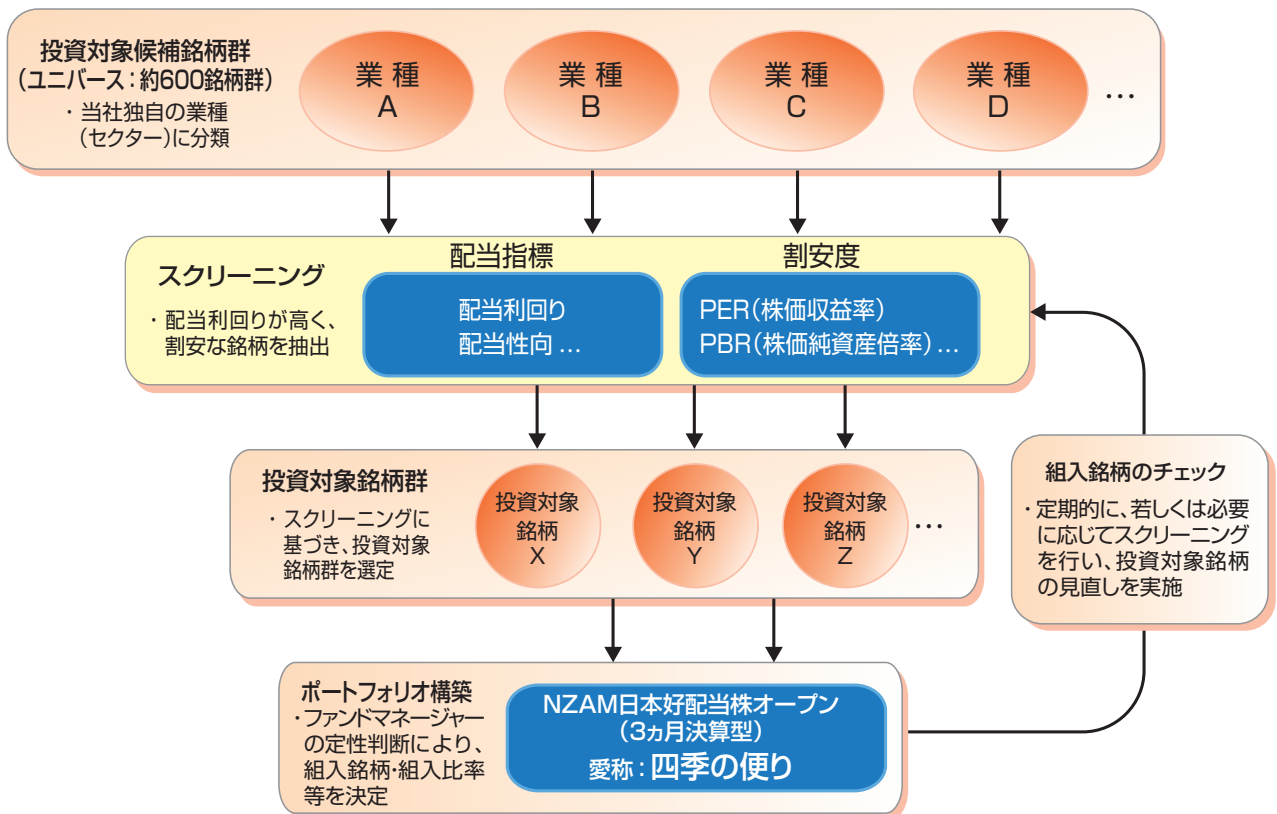 投資対象候補銘柄群
(ユニバース：約600銘柄群)
・当社独自の業種
(セクター)に分類
業 種
A
業 種
B
業 種
C
業 種
D
…
スクリーニング
・配当利回りが高く、
割安な銘柄を抽出
配当指標
配当利回り
配当性向 …
割安度
PER(株価収益率)
PBR(株価純資産倍率)…
投資対象銘柄群
・スクリーニングに
基づき、投資対象
銘柄群を選定
投資対象
銘柄
X
投資対象
銘柄
Y
投資対象
銘柄
Z
…
組入銘柄のチェック
・定期的に、若しくは必要
に応じてスクリーニング
を行い、投資対象銘柄
の見直しを実施
ポートフォリオ構築
・ファンドマネージャー
の定性判断により、
組入銘柄・組入比率
等を決定
NZAM日本好配当株オープン
(3ヵ月決算型)
愛称：四季の便り